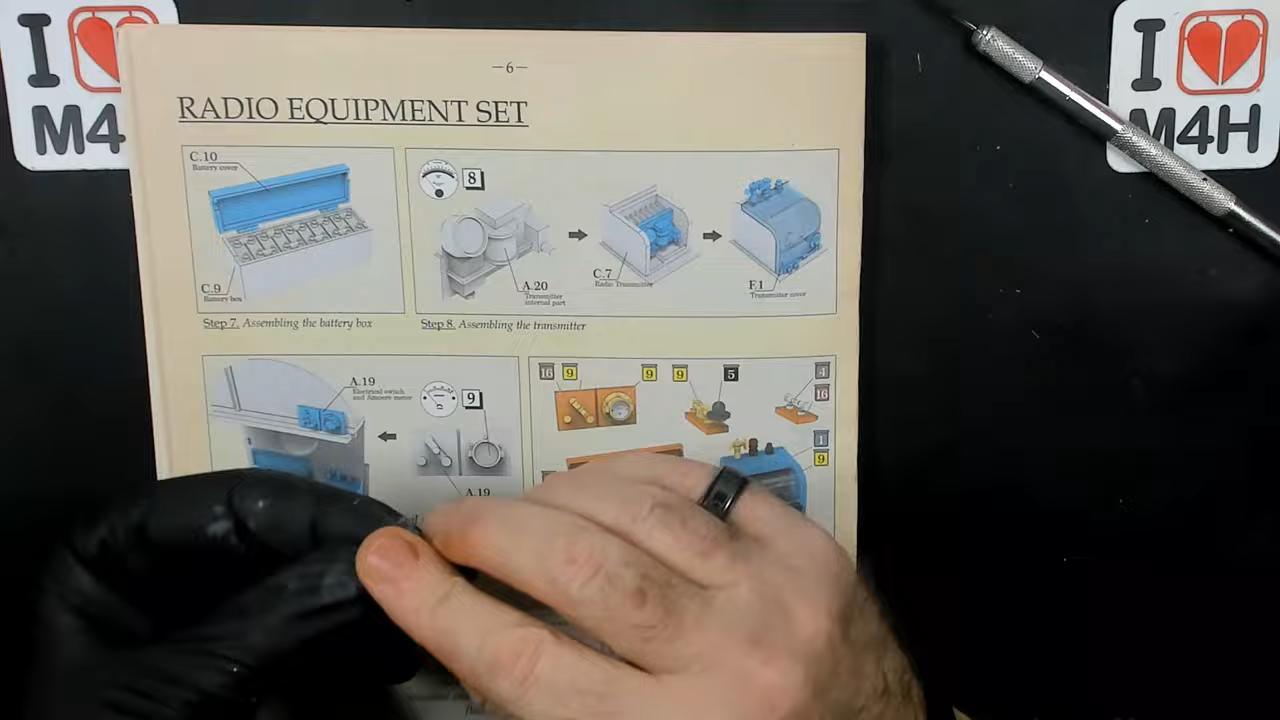 I
M4
I
M4H
—6—
RADIO EQUIPMENT SET
C.10
Battery cover
C.9
Battery box
Step 7. Assembling the battery box
8
A.20
Transmitter
internal part
C.7
Radio Transmitter
F.1
Transmitter cover
Step 8. Assembling the transmitter
A.19
Electrical switch
and Ampere meter
9
A.19
16 9
9
9
5
4
16
1
9